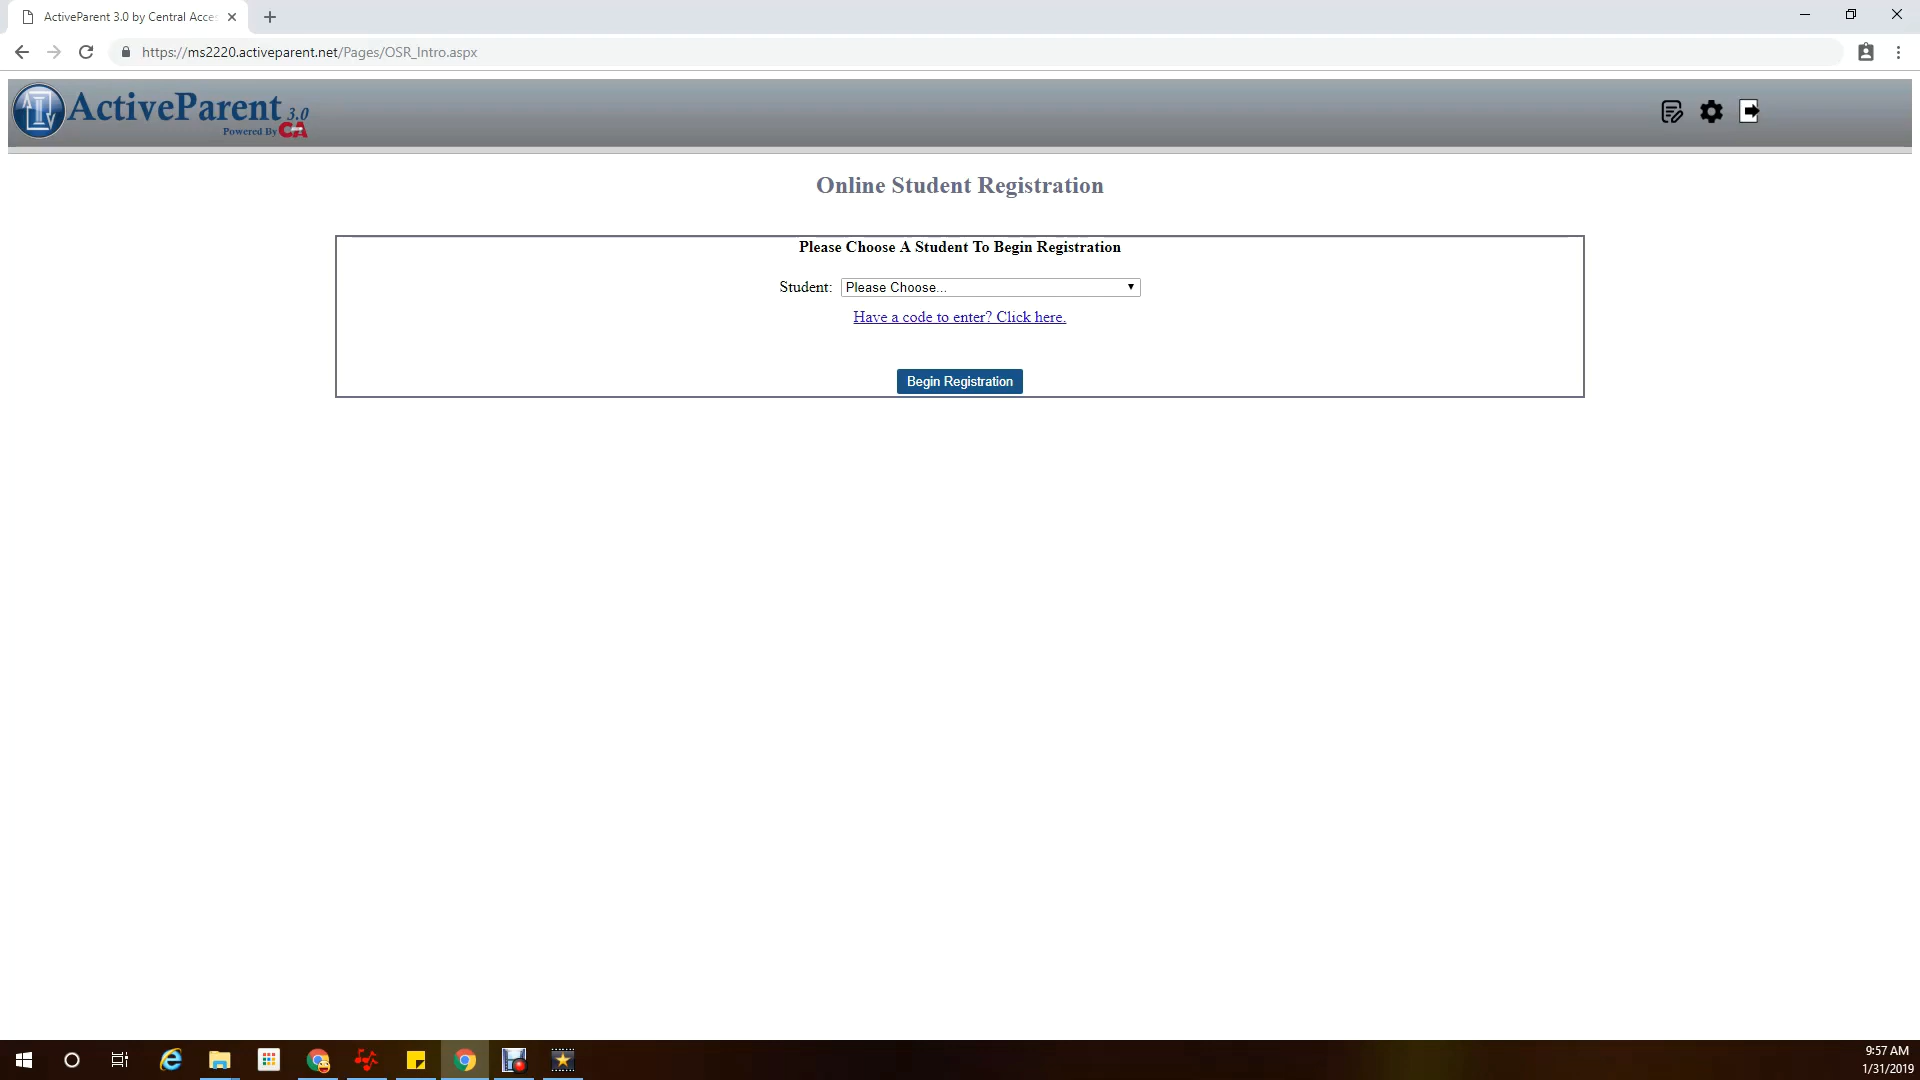 ActiveParent 3.0 by Central Acces
https://ms2220.activeparent.net/Pages/OSR_Intro.aspx
ActiveParent 3.0
Powered By CA
Online Student Registration
Please Choose A Student To Begin Registration
Student: Please Choose...
Have a code to enter? Click here.
Begin Registration
9:57 AM
1/31/2019